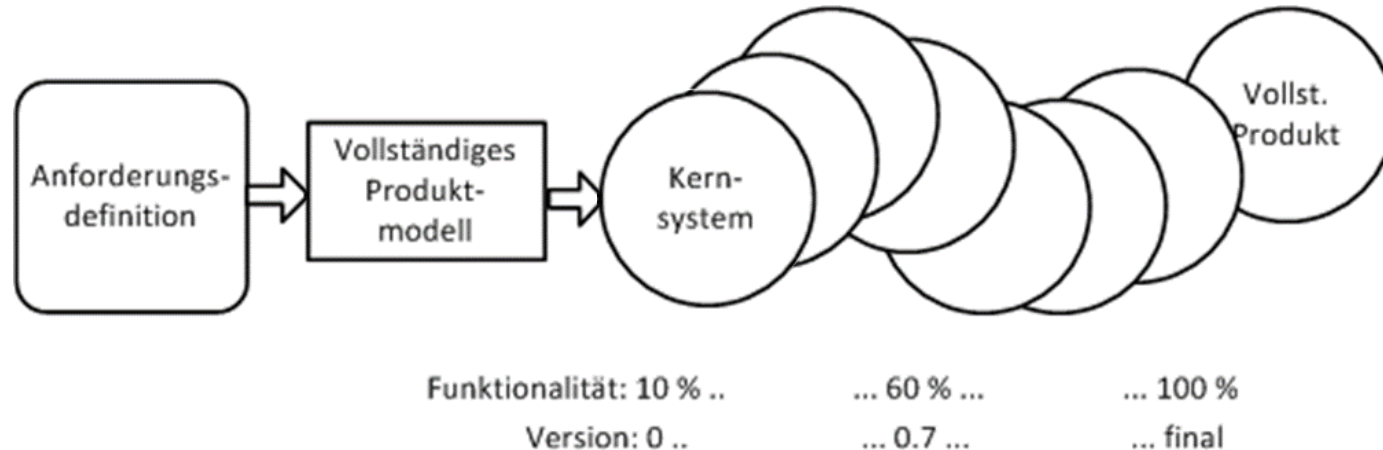 Anforderungs-
definition
Vollständiges
Produkt-
modell
Kern-
system
Vollst.
Produkt
Funktionalität: 10 % .. ... 60 % ... ... 100 %
Version: 0 .. ... 0.7 ... ... final